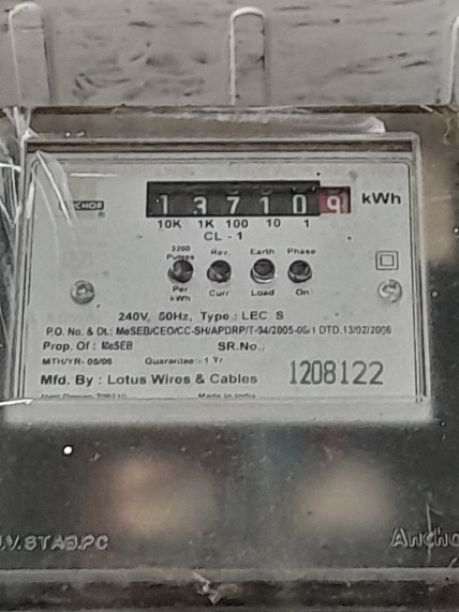 1 3 7 1 0 9 kWh
10K 1K 100 10 1
CL - 1
3200 Pulses Rev. Earth Phase
Per kWh Curr Load On
240V, 50Hz, Type : LEC S
P.O. No. & Dt.: MeSEB/CEO/CC-SH/APDRP/T-94/2005-06/1 DTD.13/02/2006
Prop. Of : MeSEB SR.No.,
MTH/YR- 05/06 Guarantee - 1 Yr
Mfd. By : Lotus Wires & Cables 1208122
Made in India
U.V.STAB.PC Ancho